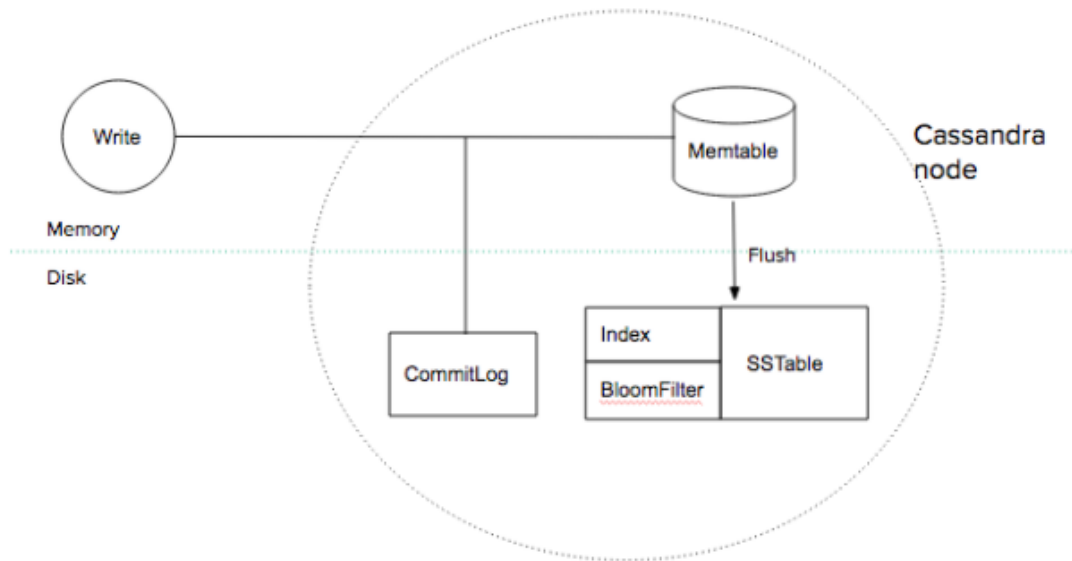 Write
Memtable
Cassandra
node
Memory
Disk
Flush
Index
SSTable
CommitLog
BloomFilter